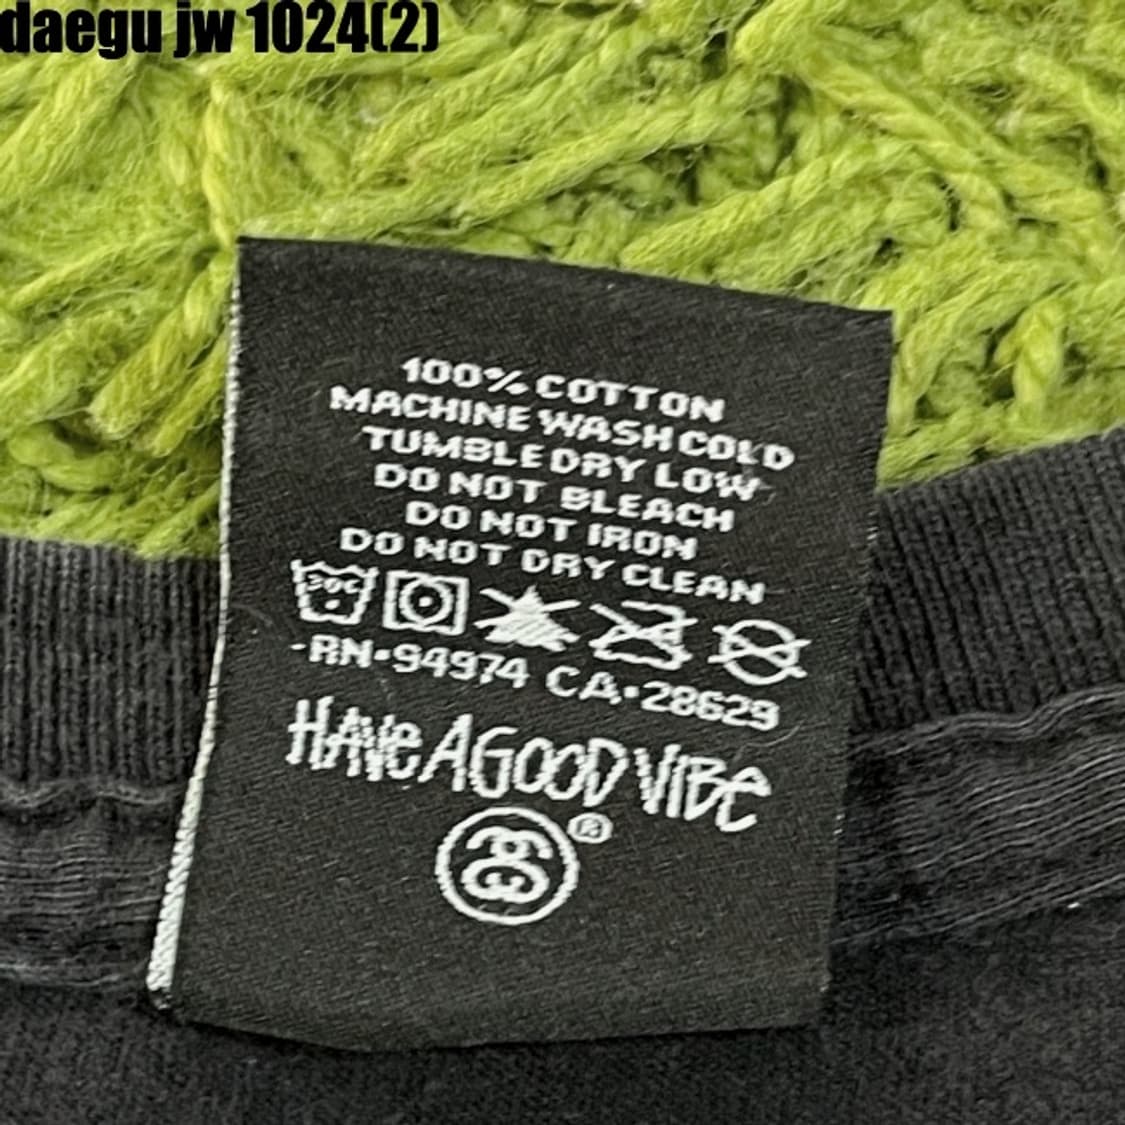 daegu jw 1024(2)
100% COTTON
MACHINE WASH COLD
TUMBLE DRY LOW
DO NOT BLEACH
DO NOT IRON
DO NOT DRY CLEAN
30C
-RN•94974 CA•28629
HAVe A GOOD VIBe
®